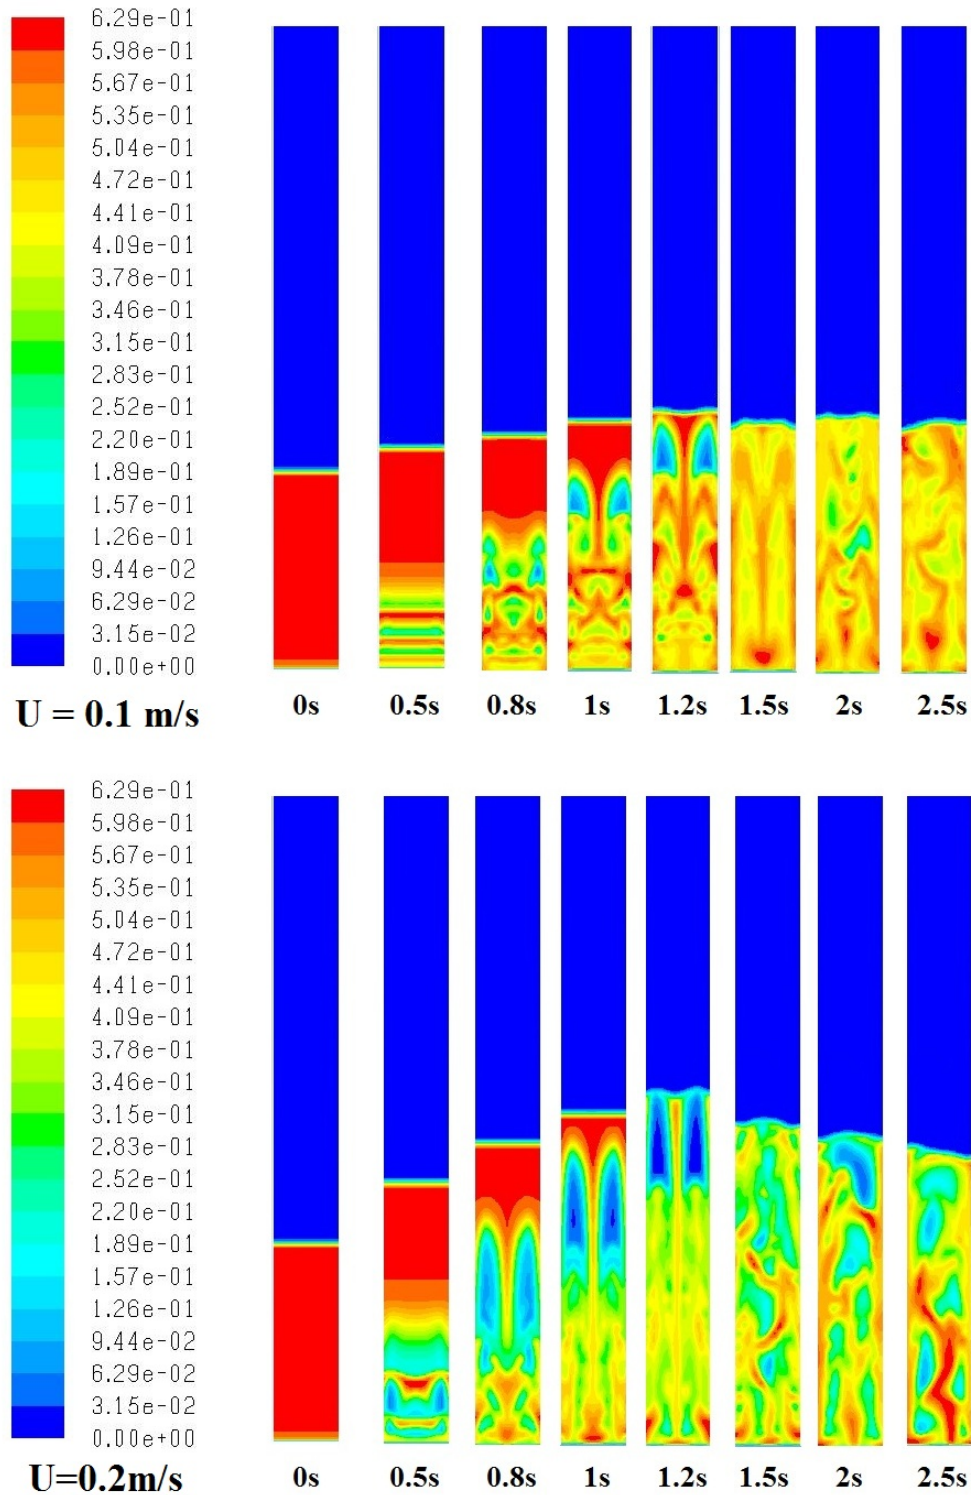 6.29e-01
5.98e-01
5.67e-01
5.35e-01
5.04e-01
4.72e-01
4.41e-01
4.09e-01
3.78e-01
3.46e-01
3.15e-01
2.83e-01
2.52e-01
2.20e-01
1.89e-01
1.57e-01
1.26e-01
9.44e-02
6.29e-02
3.15e-02
0.00e+00
U = 0.1 m/s
0s 0.5s 0.8s 1s 1.2s 1.5s 2s 2.5s
6.29e-01
5.98e-01
5.67e-01
5.35e-01
5.04e-01
4.72e-01
4.41e-01
4.09e-01
3.78e-01
3.46e-01
3.15e-01
2.83e-01
2.52e-01
2.20e-01
1.89e-01
1.57e-01
1.26e-01
9.44e-02
6.29e-02
3.15e-02
0.00e+00
U=0.2m/s
0s 0.5s 0.8s 1s 1.2s 1.5s 2s 2.5s